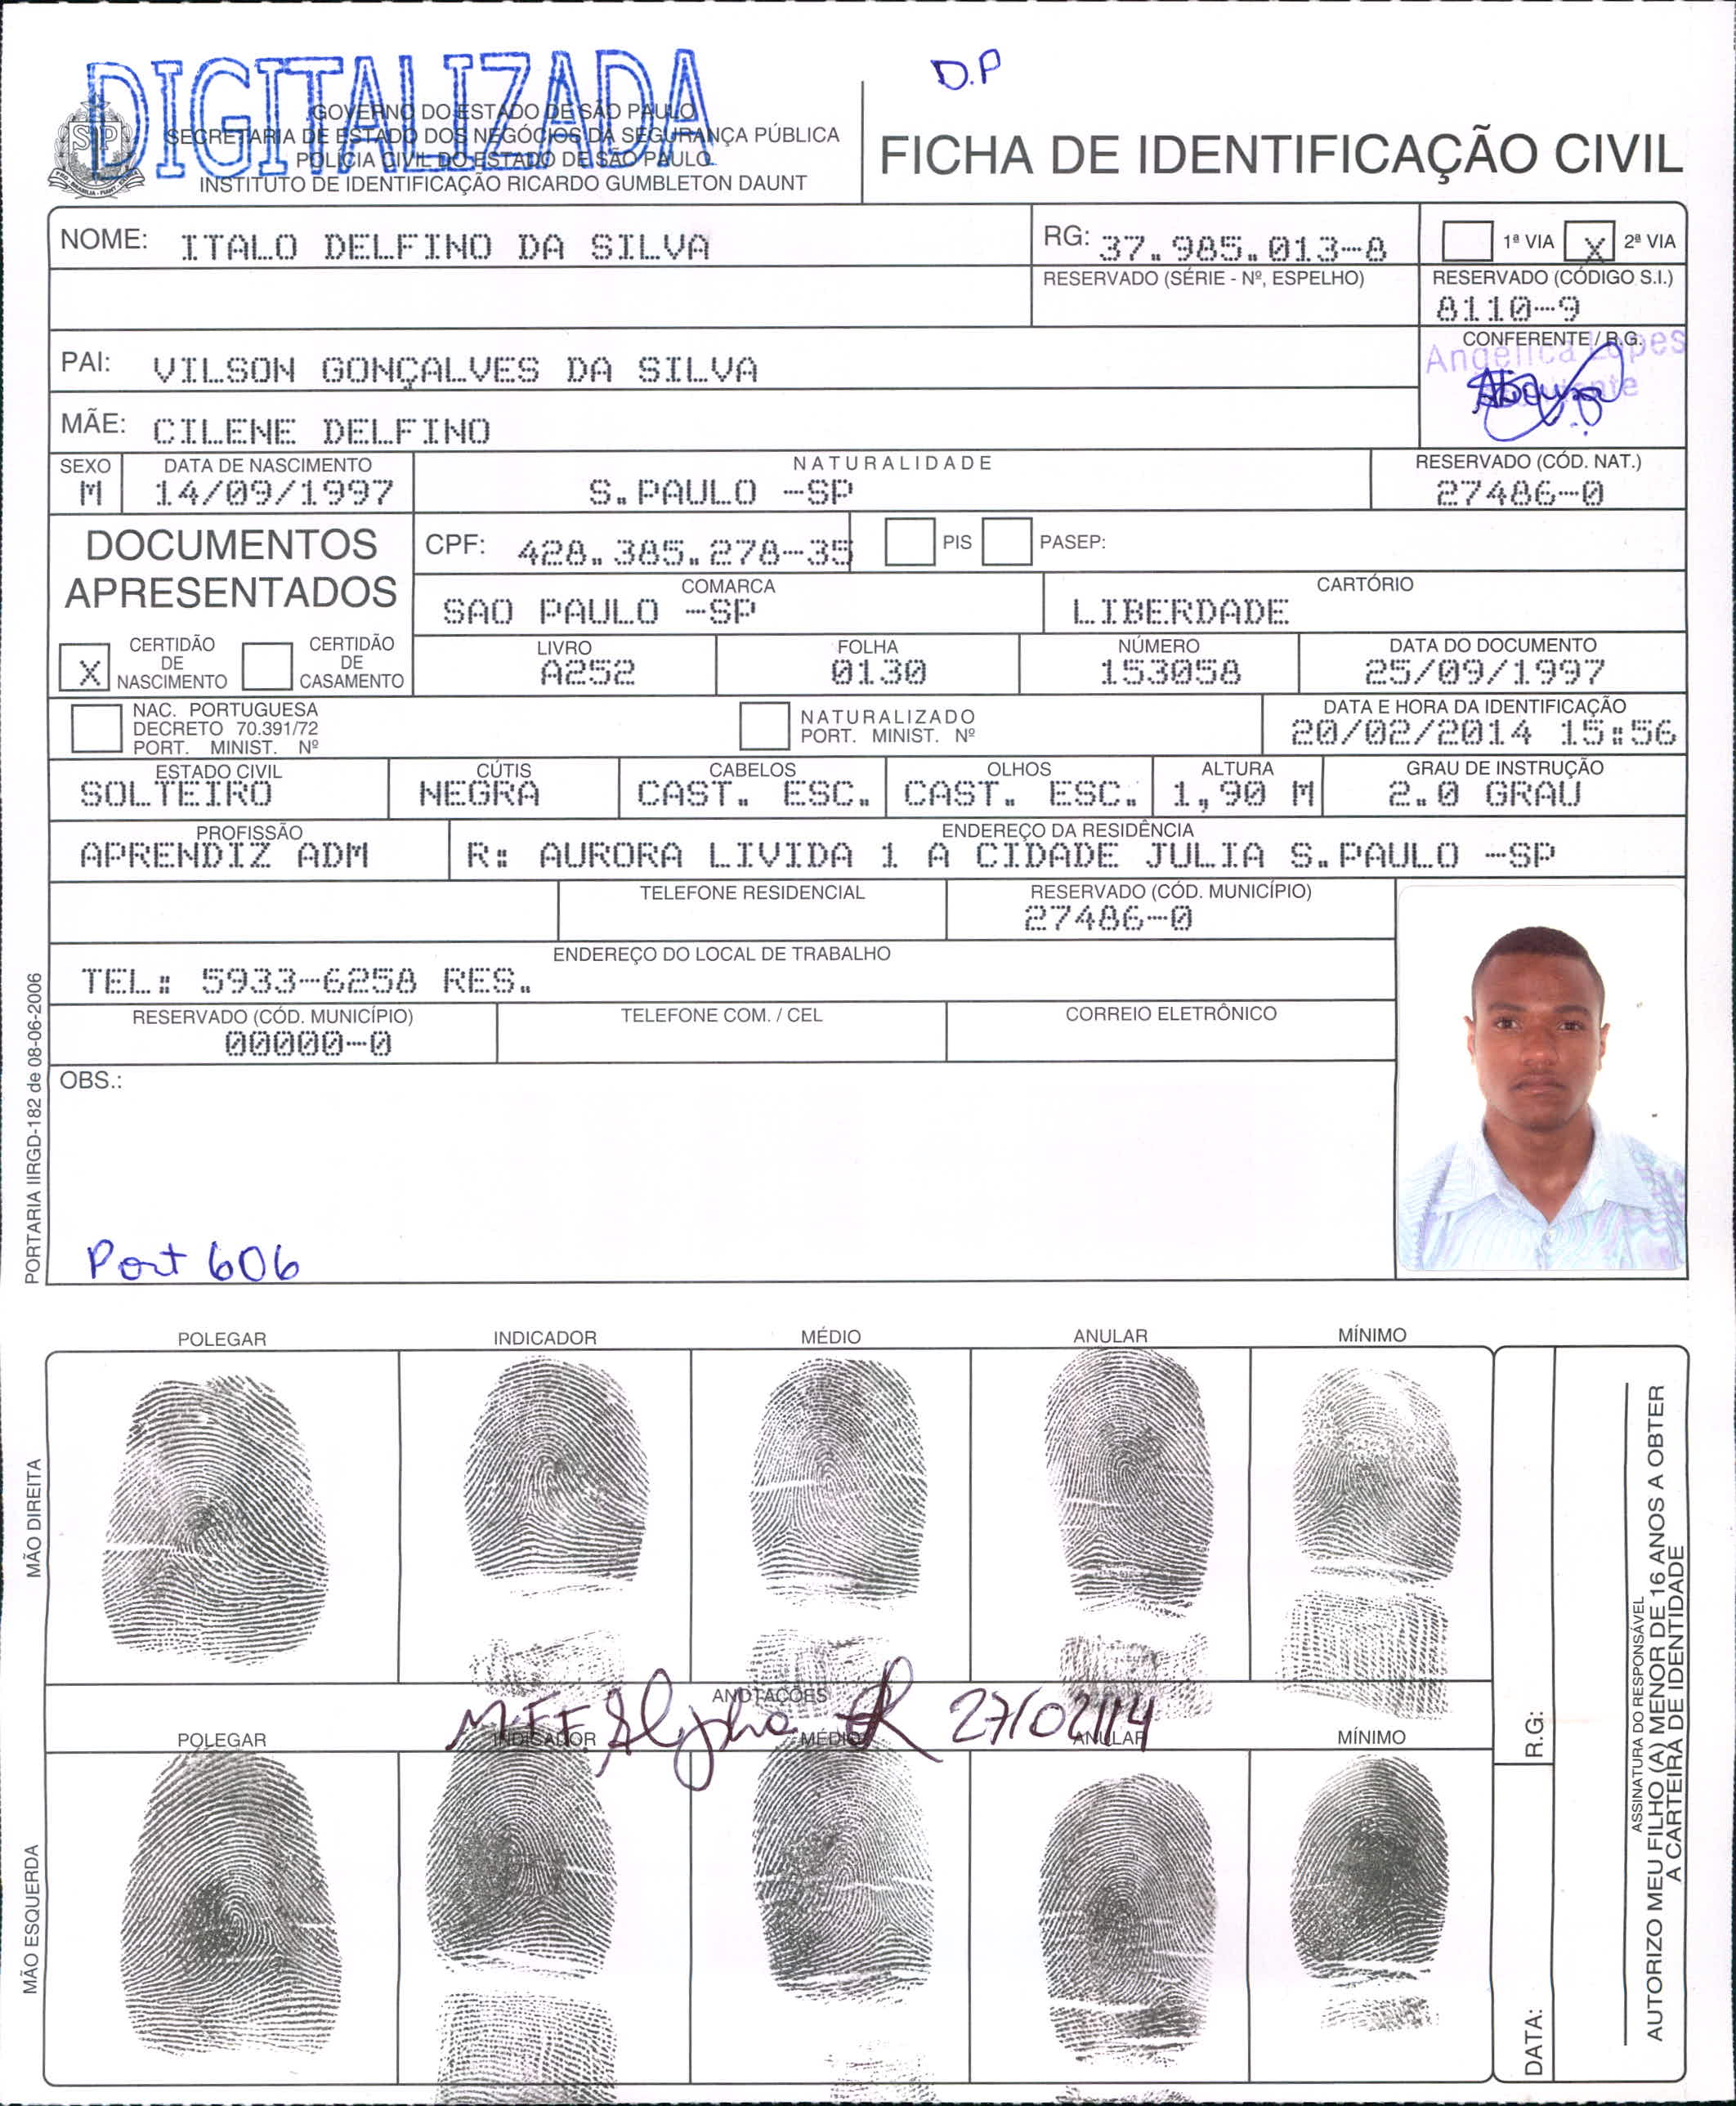 DIGITALIZADA
D.P
GOVERNO DO ESTADO DE SÃO PAULO
SECRETARIA DE ESTADO DOS NEGÓCIOS DA SEGURANÇA PÚBLICA
POLÍCIA CIVIL DO ESTADO DE SÃO PAULO
INSTITUTO DE IDENTIFICAÇÃO RICARDO GUMBLETON DAUNT
FICHA DE IDENTIFICAÇÃO CIVIL
NOME: ITALO DELFINO DA SILVA
RG: 37.985.013-8
1ª VIA X 2ª VIA
RESERVADO (SÉRIE - Nº, ESPELHO)
RESERVADO (CÓDIGO S.I.)
8110-9
PAI: VILSON GONÇALVES DA SILVA
CONFERENTE / R.G.
Angélica Lopes
MÃE: CILENE DELFINO
SEXO DATA DE NASCIMENTO NATURALIDADE RESERVADO (CÓD. NAT.)
M 14/09/1997 S.PAULO -SP 27486-0
DOCUMENTOS
APRESENTADOS
CPF: 428.385.278-35 PIS PASEP:
COMARCA CARTÓRIO
SAO PAULO -SP LIBERDADE
X CERTIDÃO
DE
NASCIMENTO
CERTIDÃO
DE
CASAMENTO
LIVRO FOLHA NÚMERO DATA DO DOCUMENTO
A252 0130 153058 25/09/1997
NAC. PORTUGUESA
DECRETO 70.391/72
PORT. MINIST. Nº
NATURALIZADO
PORT. MINIST. Nº
DATA E HORA DA IDENTIFICAÇÃO
20/02/2014 15:56
ESTADO CIVIL CÚTIS CABELOS OLHOS ALTURA GRAU DE INSTRUÇÃO
SOLTEIRO NEGRA CAST. ESC. CAST. ESC. 1,90 M 2.0 GRAU
PROFISSÃO ENDEREÇO DA RESIDÊNCIA
APRENDIZ ADM R: AURORA LIVIDA 1 A CIDADE JULIA S.PAULO -SP
TELEFONE RESIDENCIAL RESERVADO (CÓD. MUNICÍPIO)
27486-0
ENDEREÇO DO LOCAL DE TRABALHO
TEL: 5933-6258 RES.
RESERVADO (CÓD. MUNICÍPIO) TELEFONE COM. / CEL CORREIO ELETRÔNICO
00000-0
OBS.:
Port 606
PORTARIA IIRGD-182 de 08-06-2006
POLEGAR INDICADOR MÉDIO ANULAR MÍNIMO
MÃO DIREITA
ANOTAÇÕES
27/02/14
POLEGAR INDICADOR MÉDIO ANULAR MÍNIMO
MÃO ESQUERDA
R.G:
DATA:
ASSINATURA DO RESPONSÁVEL
AUTORIZO MEU FILHO (A) MENOR DE 16 ANOS A OBTER
A CARTEIRA DE IDENTIDADE